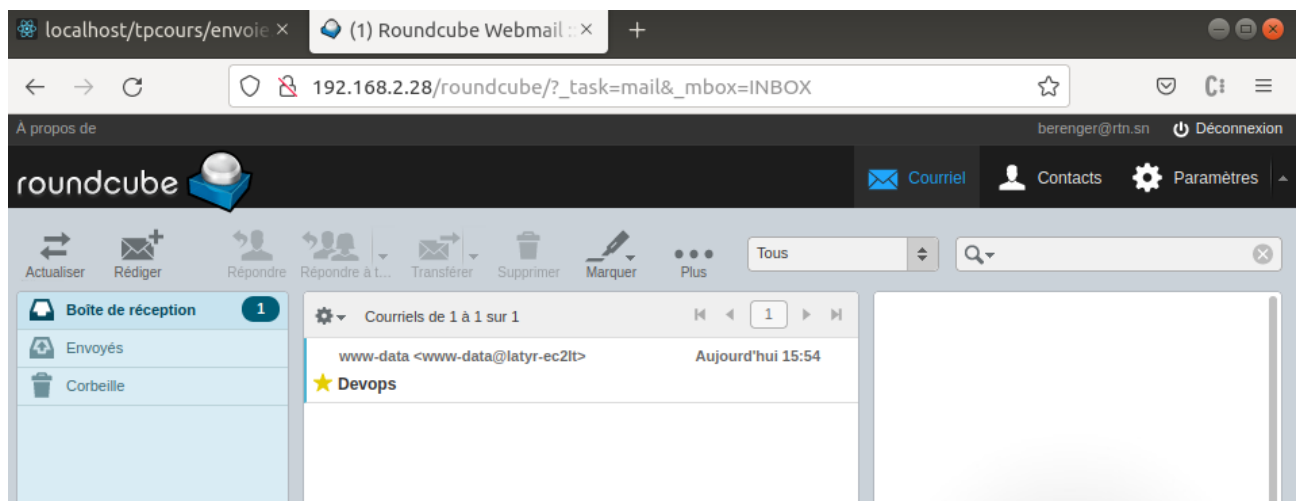 localhost/tpcours/envoie
(1) Roundcube Webmail ::
192.168.2.28/roundcube/?_task=mail&_mbox=INBOX
À propos de
berenger@rtn.sn Déconnexion
roundcube
Courriel Contacts Paramètres
Actualiser Rédiger Répondre Répondre à t... Transférer Supprimer Marquer Plus Tous
Boîte de réception 1
Courriels de 1 à 1 sur 1 1
Envoyés
www-data <www-data@latyr-ec2lt> Aujourd'hui 15:54
Corbeille
Devops